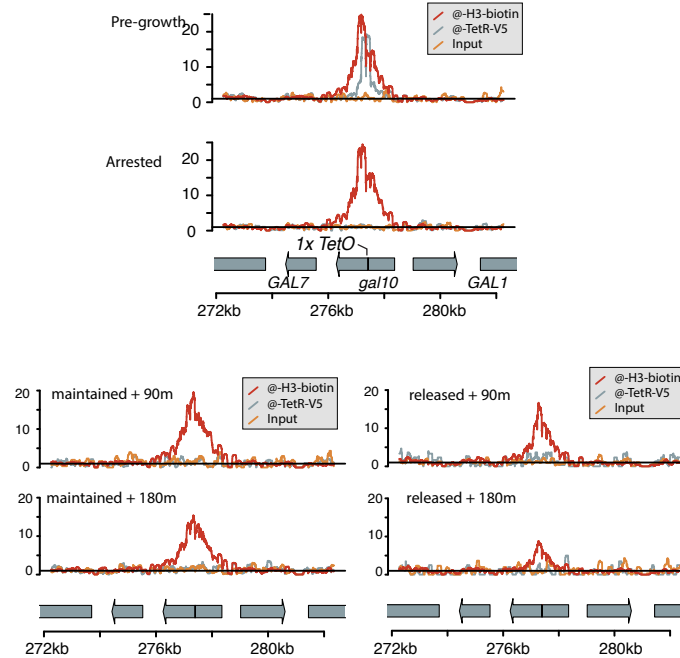 Pre-growth
20
10
0
@-H3-biotin
@-TetR-V5
Input
Arrested
20
10
0
1x TetO
GAL7 gal10 GAL1
272kb 276kb 280kb
maintained + 90m
20
10
0
@-H3-biotin
@-TetR-V5
Input
maintained + 180m
20
10
0
272kb 276kb 280kb
released + 90m
20
10
0
@-H3-biotin
@-TetR-V5
Input
released + 180m
20
10
0
272kb 276kb 280kb